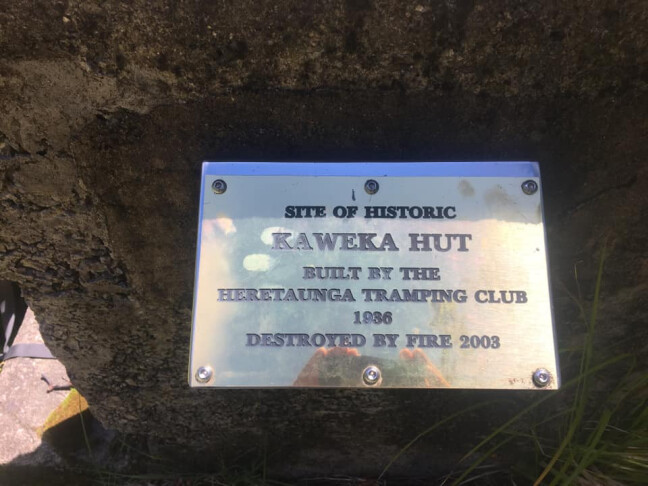 SITE OF HISTORIC
KAWEKA HUT
BUILT BY THE
HERETAUNGA TRAMPING CLUB
1936
DESTROYED BY FIRE 2003